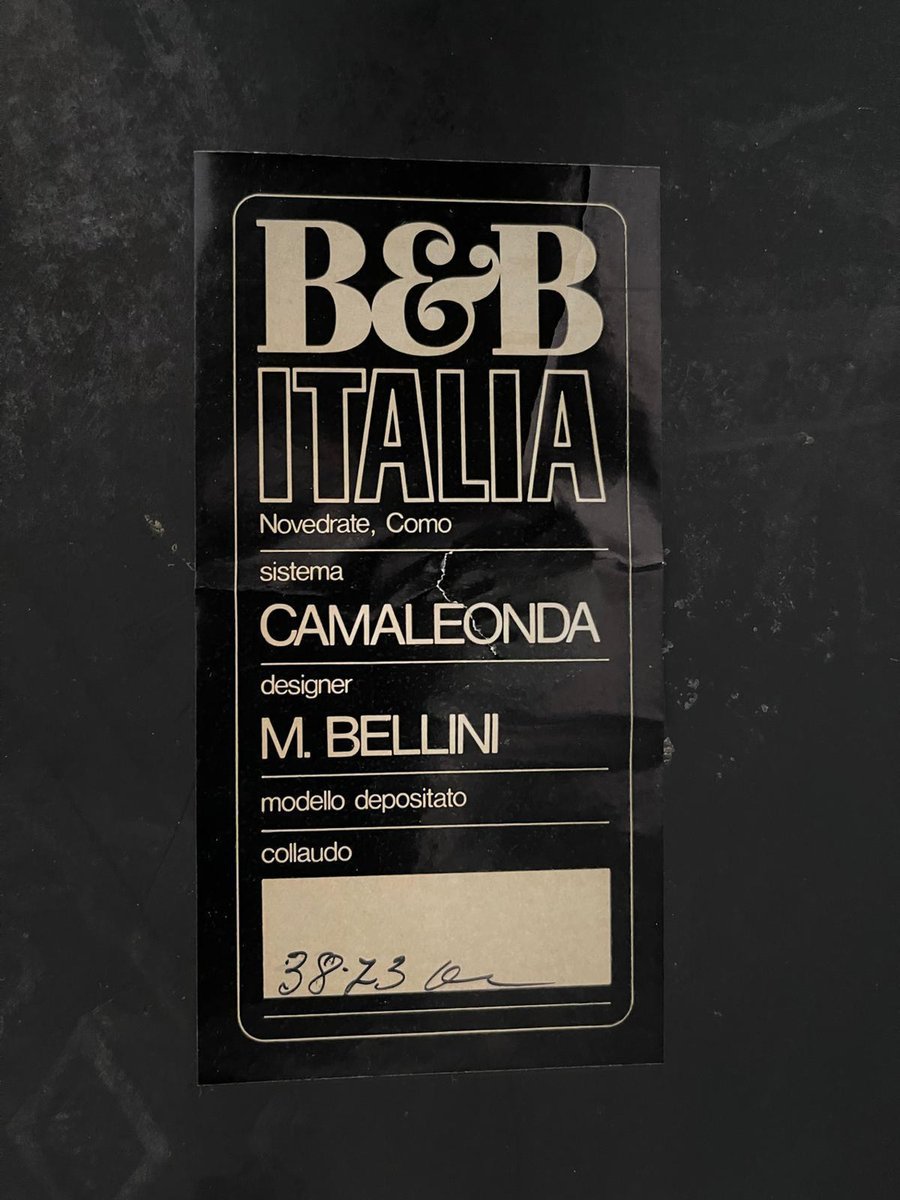 B&B
ITALIA
Novedrate, Como
sistema
CAMALEONDA
designer
M. BELLINI
modello depositato
collaudo
38·73